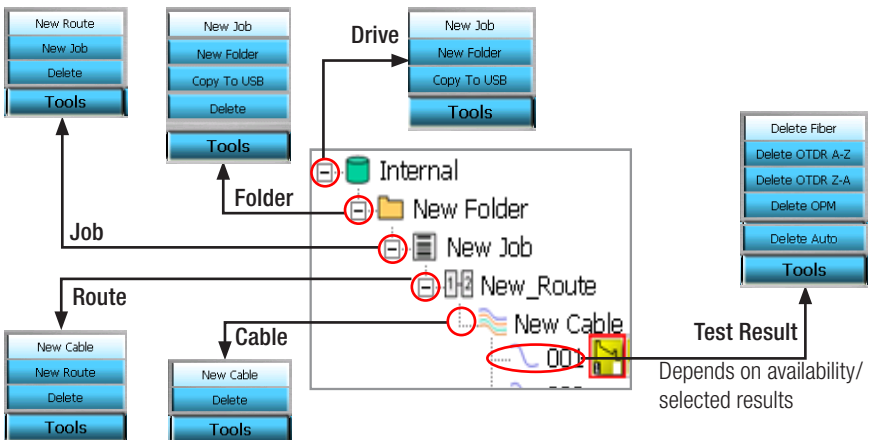 New Route
New Job
Delete
Tools
New Job
New Folder
Copy To USB
Delete
Tools
Drive
New Job
New Folder
Copy To USB
Tools
Delete Fiber
Delete OTDR A-Z
Delete OTDR Z-A
Delete OPM
Delete Auto
Tools
Internal
Folder
New Folder
Job
New Job
Route
1 2 New_Route
Cable
New Cable
001
Test Result
Depends on availability/
selected results
New Cable
New Route
Delete
Tools
New Cable
Delete
Tools